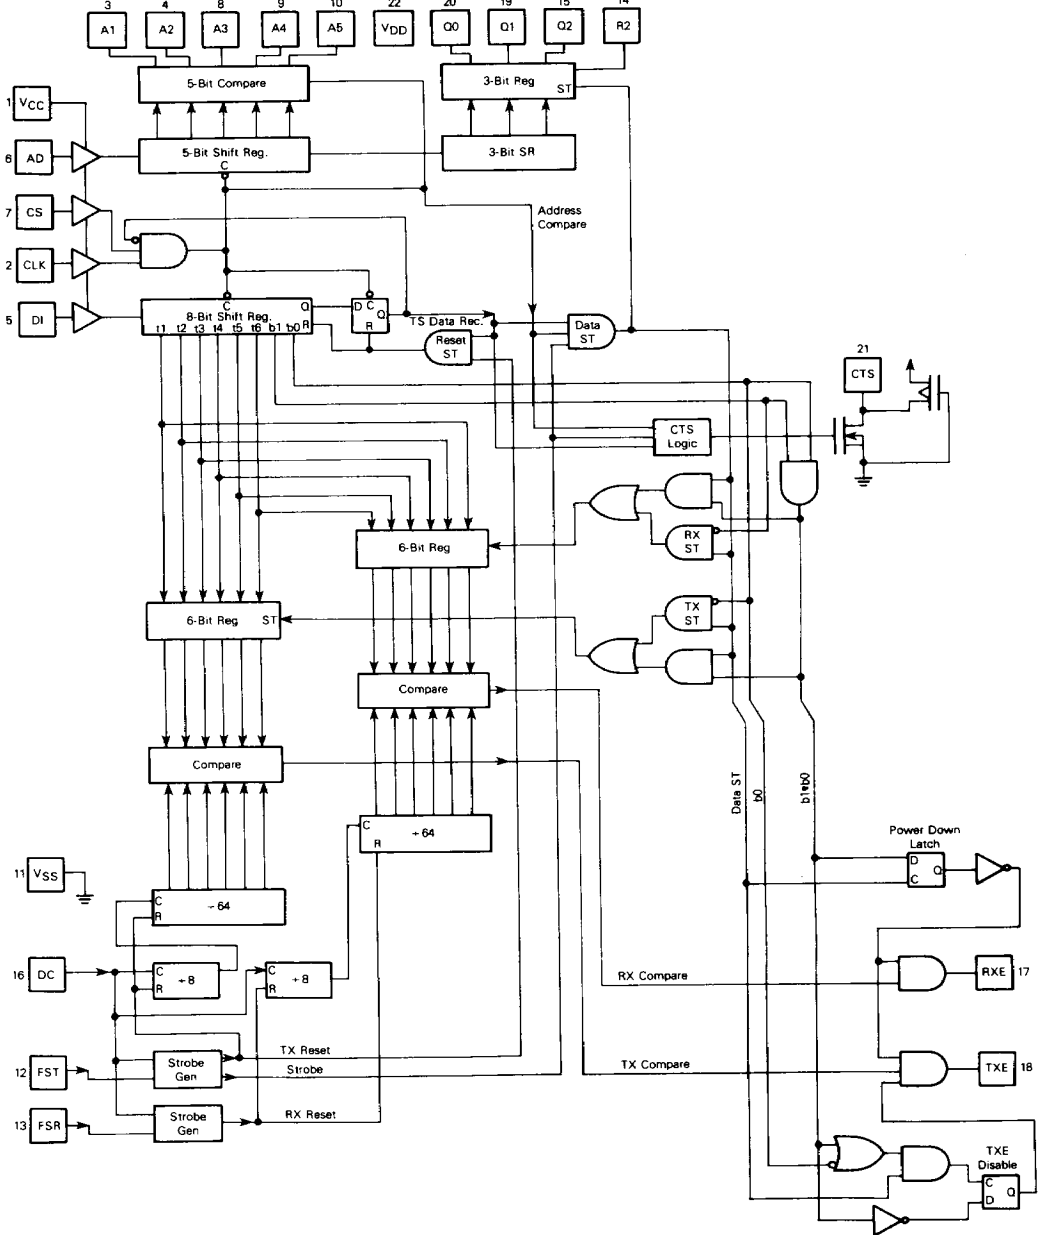 3 4 8 9 10 22 20 19 15 14
A1 A2 A3 A4 A5 VDD Q0 Q1 Q2 R2
5-Bit Compare
3-Bit Reg
ST
1 VCC
6 AD
5-Bit Shift Reg.
C
3-Bit SR
7 CS
Address
Compare
2 CLK
5 DI
C
8-Bit Shift Reg.
Q
R
t1 t2 t3 t4 t5 t6 b1 b0
D C
Q
R
TS Data Rec.
Reset
ST
Data
ST
21
CTS
CTS
Logic
6-Bit Reg
RX
ST
6-Bit Reg ST
TX
ST
Compare
Compare
Data ST
b0
b1•b0
C
R
÷ 64
Power Down
Latch
D
C
Q
11 VSS
C
R
÷ 64
16 DC
C
R
÷ 8
C
R
÷ 8
RX Compare
RXE 17
TX Reset
12 FST
Strobe
Gen
Strobe
TX Compare
TXE 18
13 FSR
Strobe
Gen
RX Reset
TXE
Disable
C
D
Q